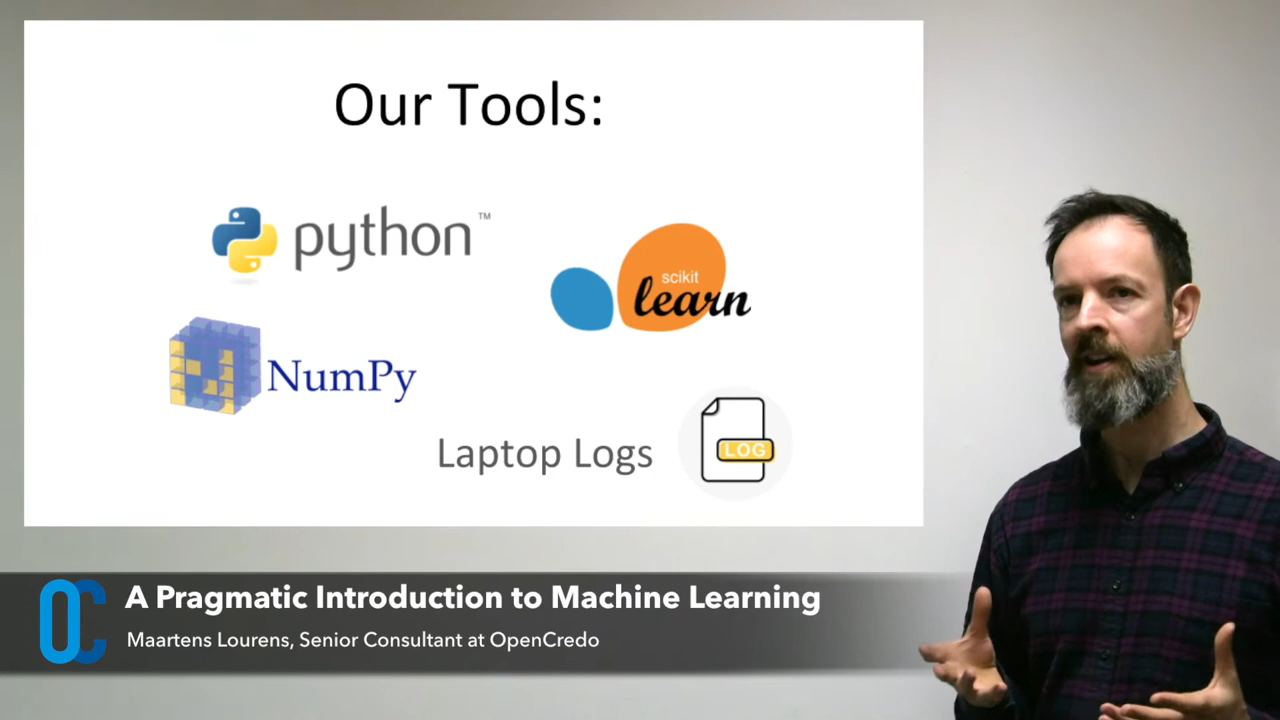 Our Tools:
python™
scikit
learn
NumPy
Laptop Logs
LOG
A Pragmatic Introduction to Machine Learning
Maartens Lourens, Senior Consultant at OpenCredo
OC